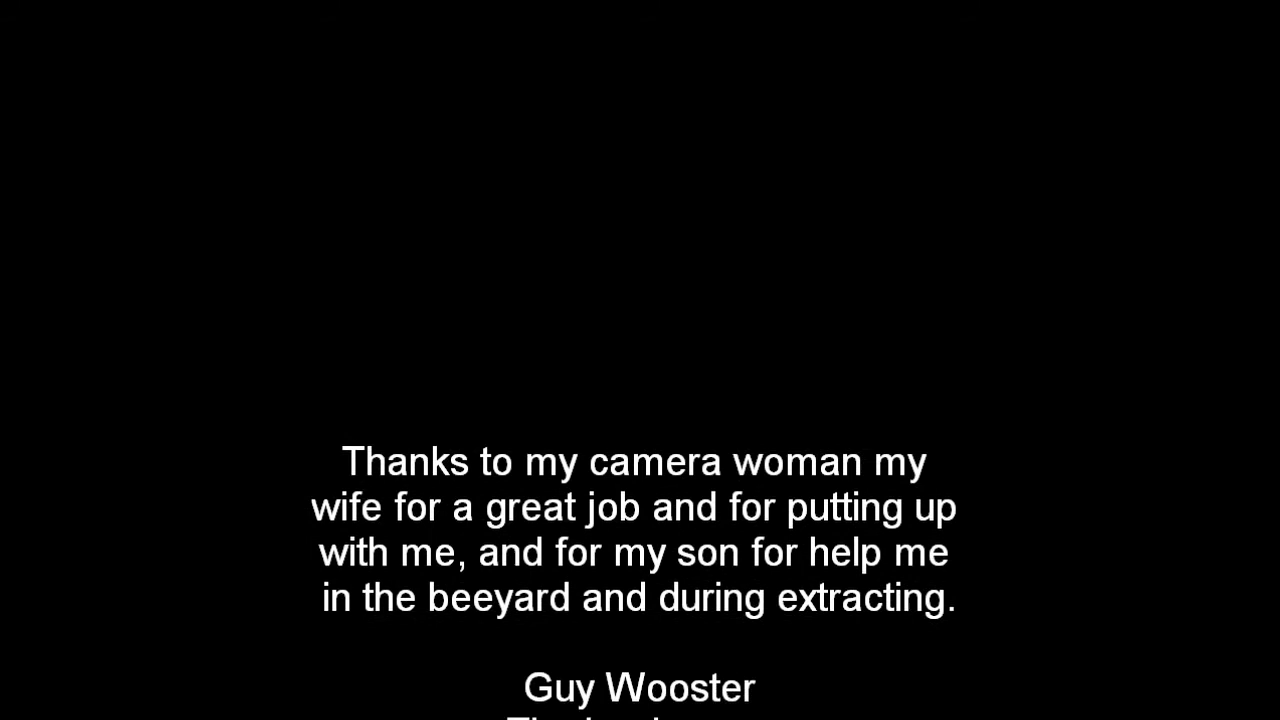 Thanks to my camera woman my
wife for a great job and for putting up
with me, and for my son for help me
in the beeyard and during extracting.
Guy Wooster